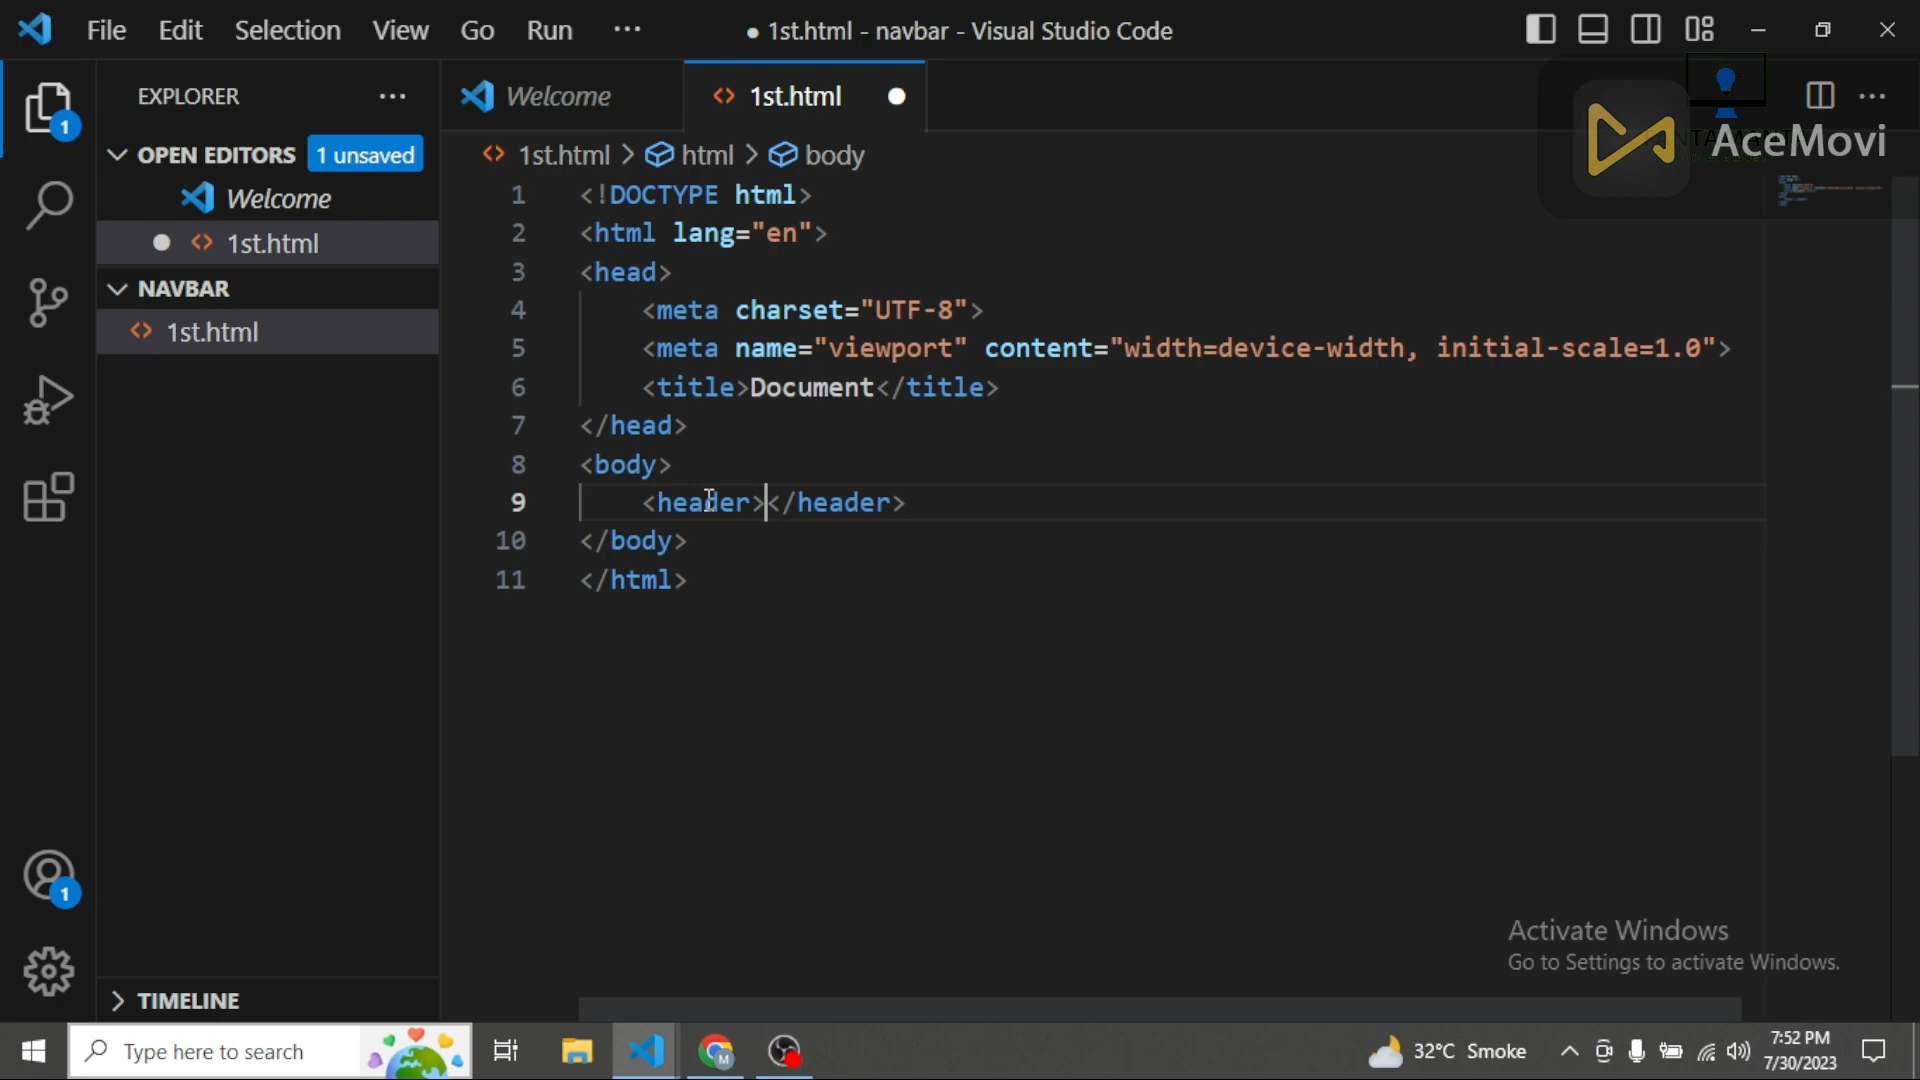 File Edit Selection View Go Run ··· ● 1st.html - navbar - Visual Studio Code
EXPLORER ···
Welcome
1st.html
AceMovi
OPEN EDITORS 1 unsaved
1st.html > html > body
Welcome
1st.html
NAVBAR
1st.html
1 <!DOCTYPE html>
2 <html lang="en">
3 <head>
4 <meta charset="UTF-8">
5 <meta name="viewport" content="width=device-width, initial-scale=1.0">
6 <title>Document</title>
7 </head>
8 <body>
9 <header></header>
10 </body>
11 </html>
1
1
Activate Windows
Go to Settings to activate Windows.
TIMELINE
Type here to search
M
32°C Smoke
7:52 PM
7/30/2023